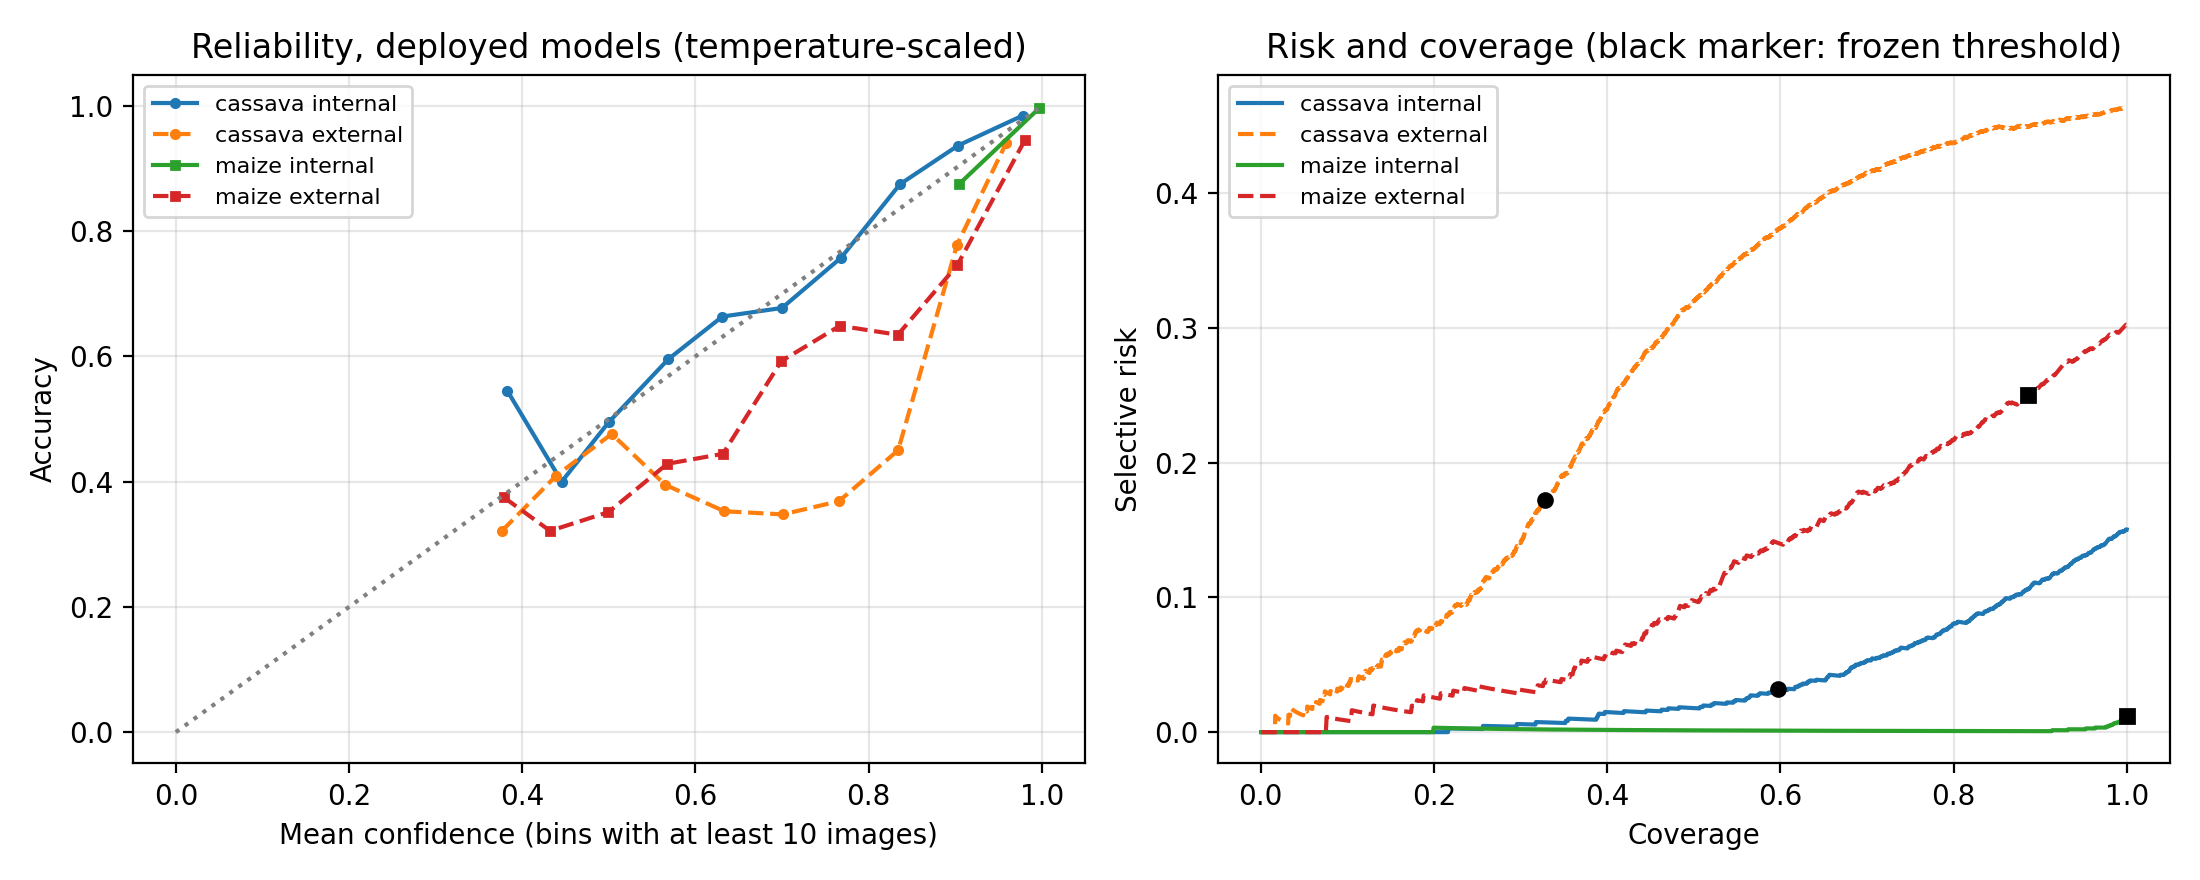 Reliability, deployed models (temperature-scaled)
cassava internal
cassava external
maize internal
maize external
1.0
0.8
0.6
0.4
0.2
0.0
Accuracy
0.0 0.2 0.4 0.6 0.8 1.0
Mean confidence (bins with at least 10 images)
Risk and coverage (black marker: frozen threshold)
cassava internal
cassava external
maize internal
maize external
0.4
0.3
0.2
0.1
0.0
Selective risk
0.0 0.2 0.4 0.6 0.8 1.0
Coverage